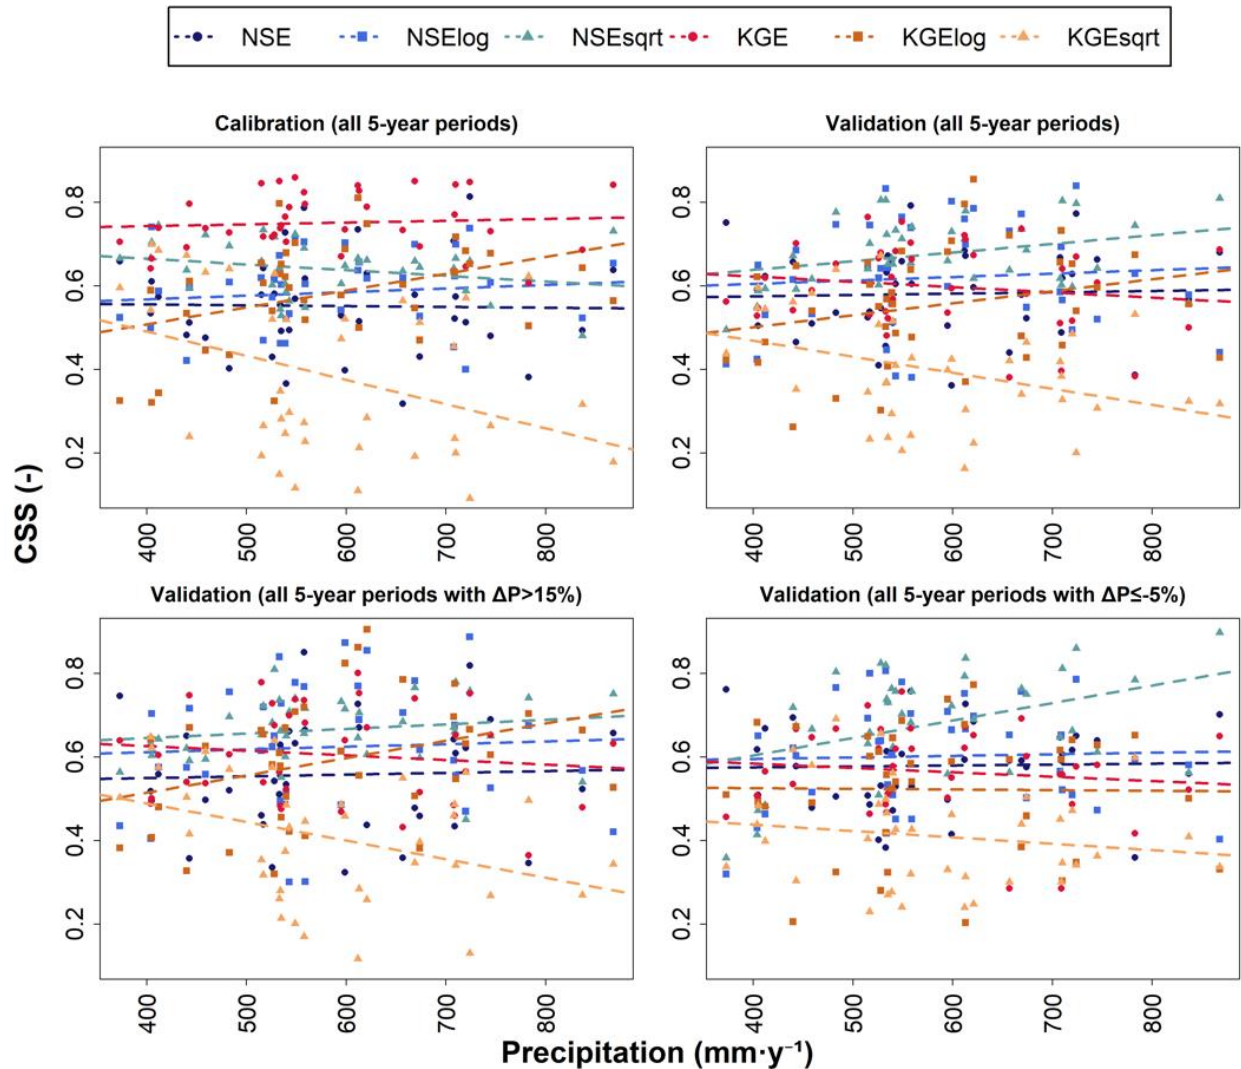 NSE NSElog NSEsqrt KGE KGElog KGEsqrt
Calibration (all 5-year periods)
Validation (all 5-year periods)
0.8
0.6
0.4
0.2
400 500 600 700 800
0.8
0.6
0.4
0.2
400 500 600 700 800
CSS (-)
Validation (all 5-year periods with ΔP>15%)
Validation (all 5-year periods with ΔP≤-5%)
0.8
0.6
0.4
0.2
400 500 600 700 800
0.8
0.6
0.4
0.2
400 500 600 700 800
Precipitation (mm·y⁻¹)